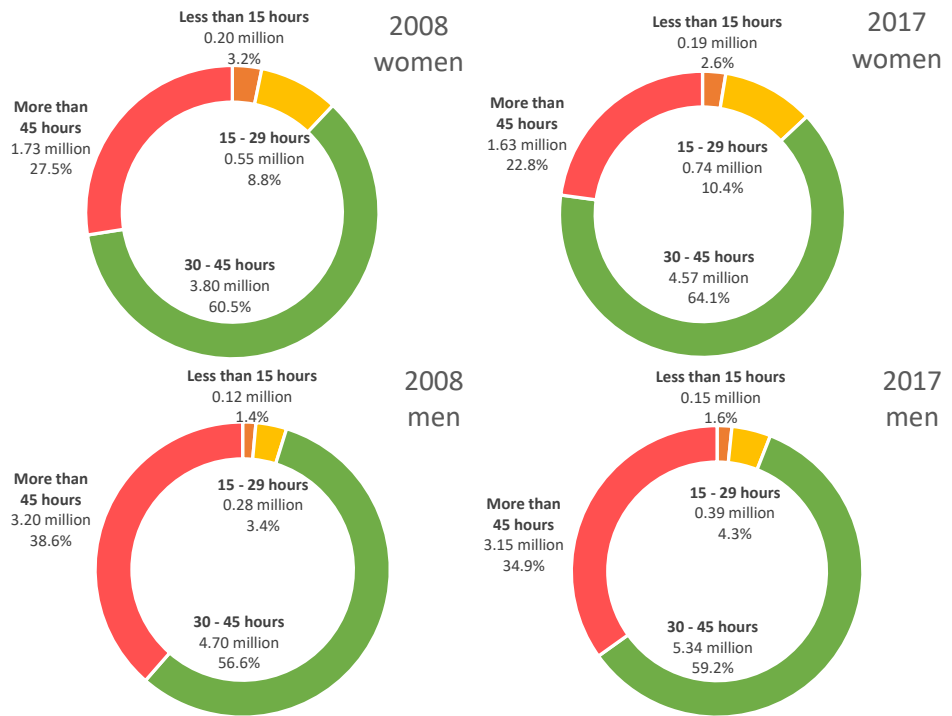 2008
women
Less than 15 hours
0.20 million
3.2%
More than
45 hours
1.73 million
27.5%
15 - 29 hours
0.55 million
8.8%
30 - 45 hours
3.80 million
60.5%
2017
women
Less than 15 hours
0.19 million
2.6%
More than
45 hours
1.63 million
22.8%
15 - 29 hours
0.74 million
10.4%
30 - 45 hours
4.57 million
64.1%
2008
men
Less than 15 hours
0.12 million
1.4%
More than
45 hours
3.20 million
38.6%
15 - 29 hours
0.28 million
3.4%
30 - 45 hours
4.70 million
56.6%
2017
men
Less than 15 hours
0.15 million
1.6%
More than
45 hours
3.15 million
34.9%
15 - 29 hours
0.39 million
4.3%
30 - 45 hours
5.34 million
59.2%